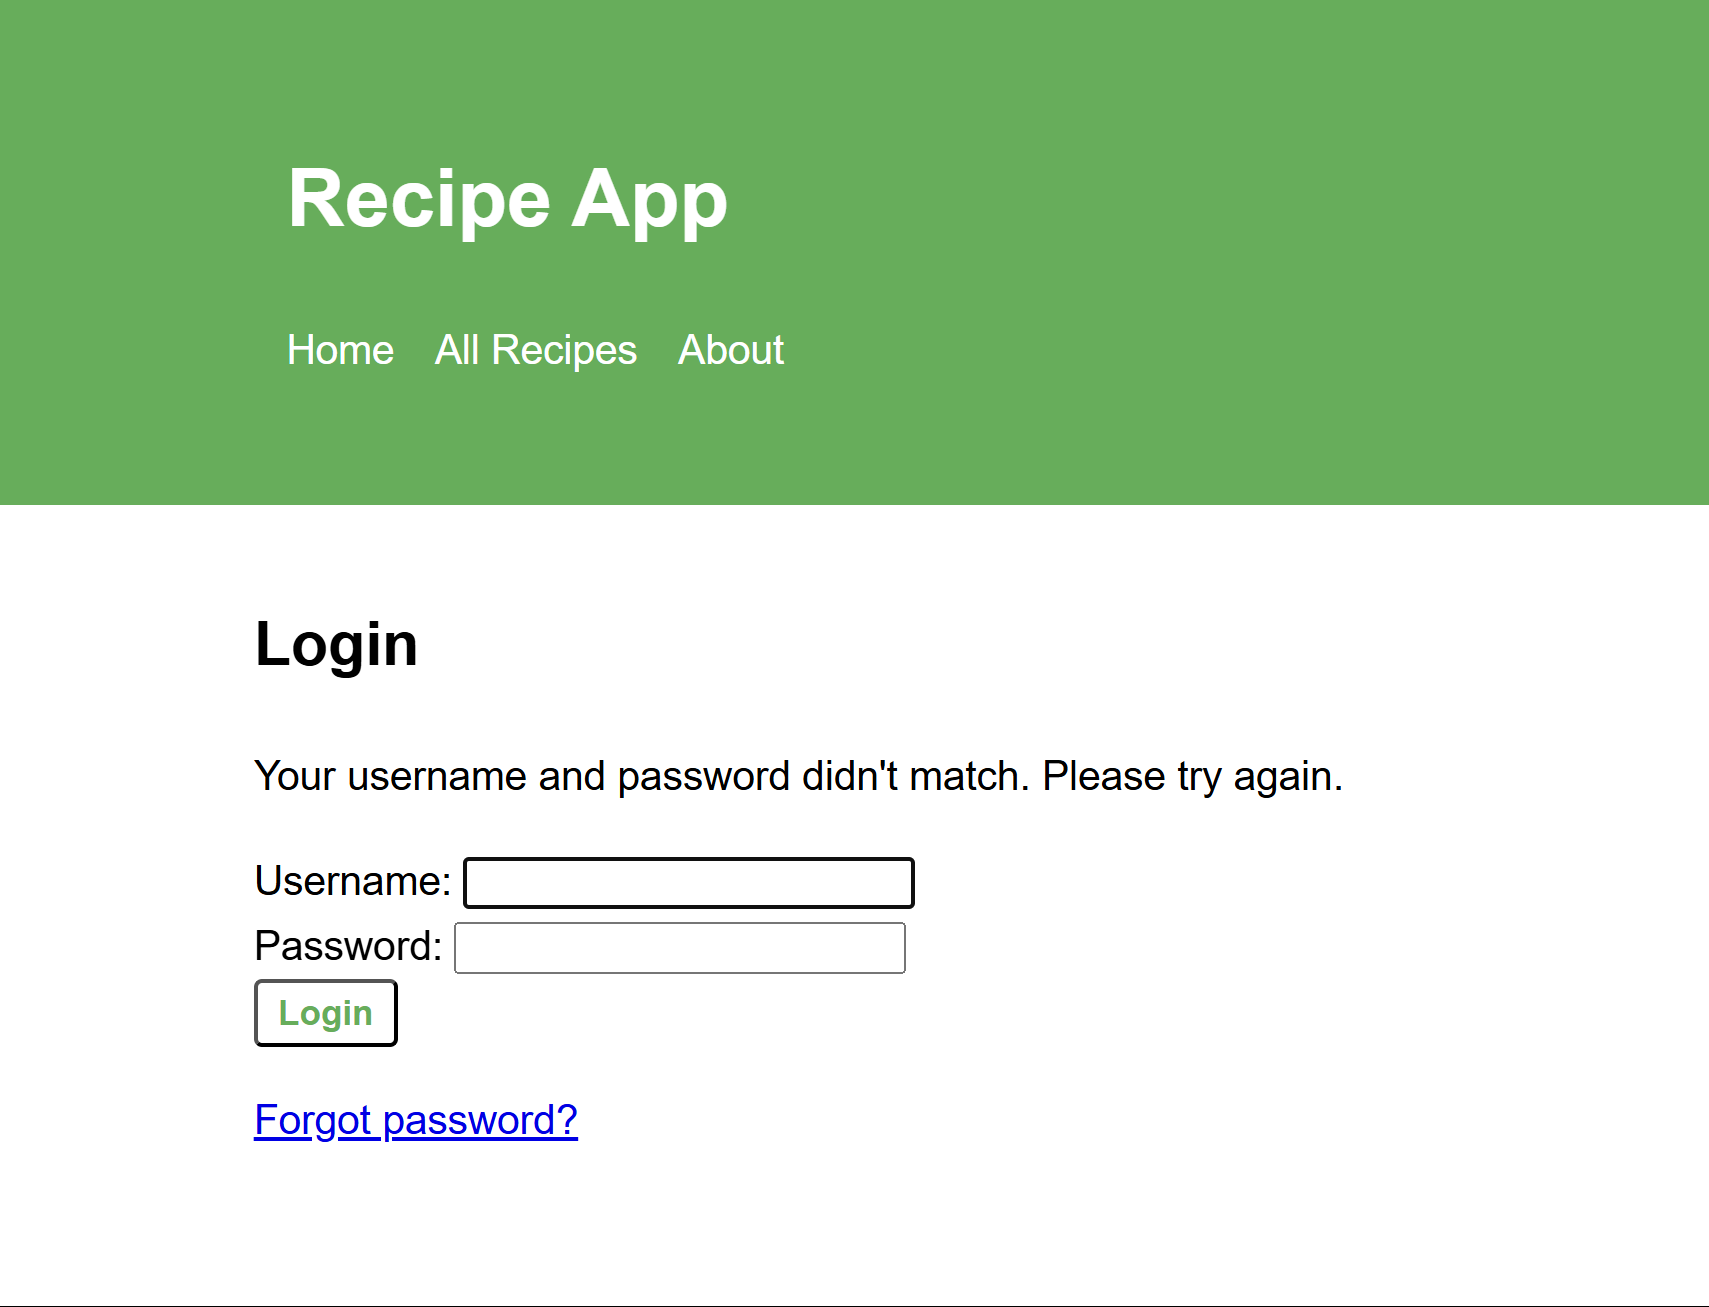 Recipe App
Home All Recipes About
Login
Your username and password didn't match. Please try again.
Username:
Password:
Login
Forgot password?